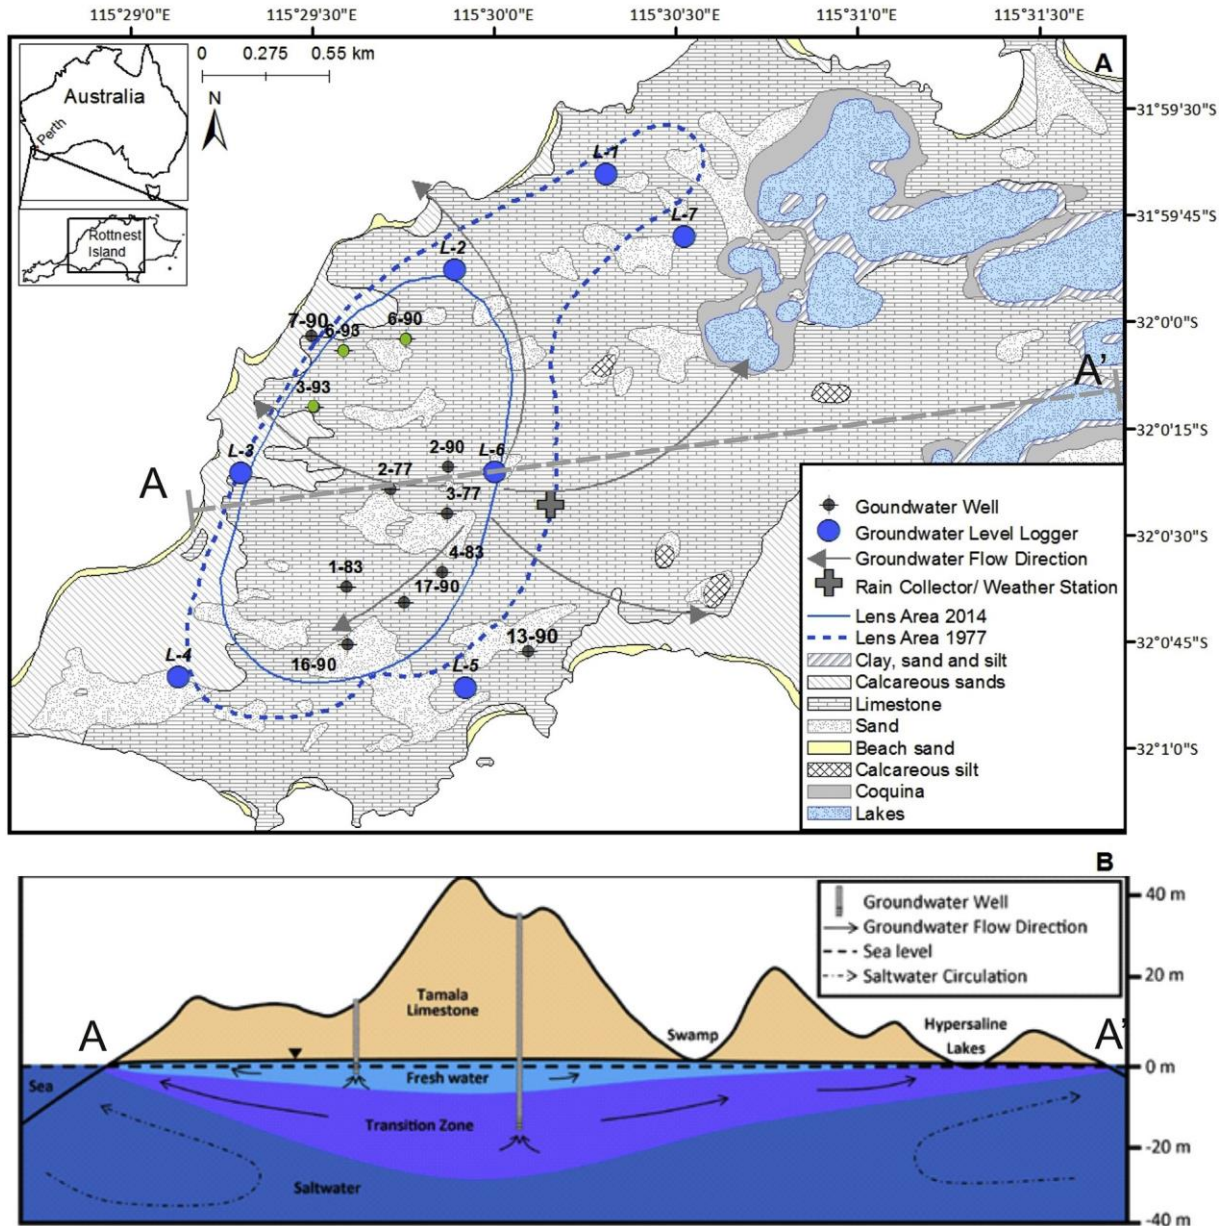 115°29'0"E 115°29'30"E 115°30'0"E 115°30'30"E 115°31'0"E 115°31'30"E
A
Australia
Perth
Rottnest
Island
0 0.275 0.55 km
N
31°59'30"S
31°59'45"S
32°0'0"S
32°0'15"S
32°0'30"S
32°0'45"S
32°1'0"S
L-1
L-7
L-2
7-90
6-93
6-90
3-93
A'
L-3
2-90
L-6
A
2-77
3-77
4-83
1-83
17-90
13-90
16-90
L-4
L-5
Goundwater Well
Groundwater Level Logger
Groundwater Flow Direction
Rain Collector/ Weather Station
Lens Area 2014
Lens Area 1977
Clay, sand and silt
Calcareous sands
Limestone
Sand
Beach sand
Calcareous silt
Coquina
Lakes
B
Groundwater Well
Groundwater Flow Direction
Sea level
Saltwater Circulation
40 m
20 m
0 m
-20 m
-40 m
Tamala
Limestone
Swamp
Hypersaline
Lakes
A
A'
Sea
Fresh water
Transition Zone
Saltwater